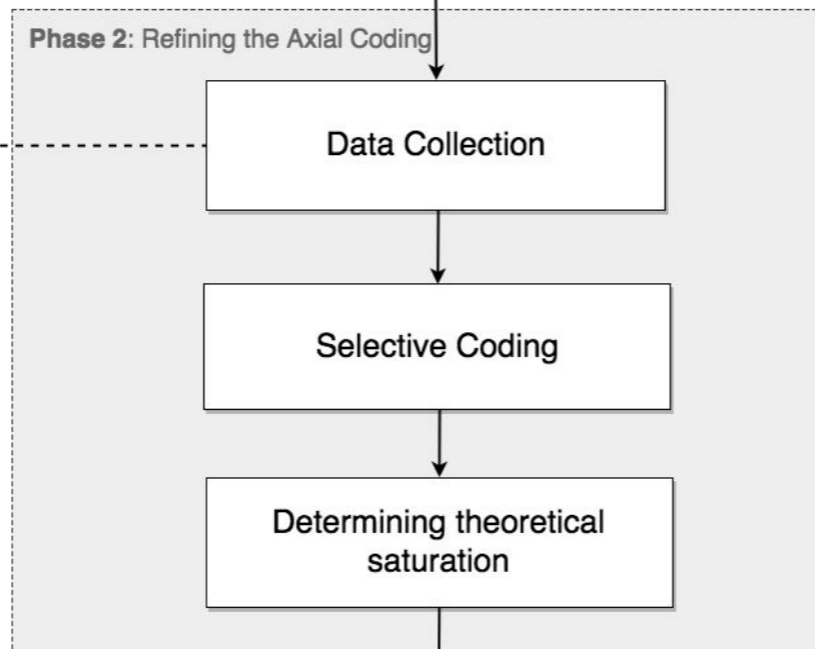 Phase 2: Refining the Axial Coding
Data Collection
Selective Coding
Determining theoretical
saturation